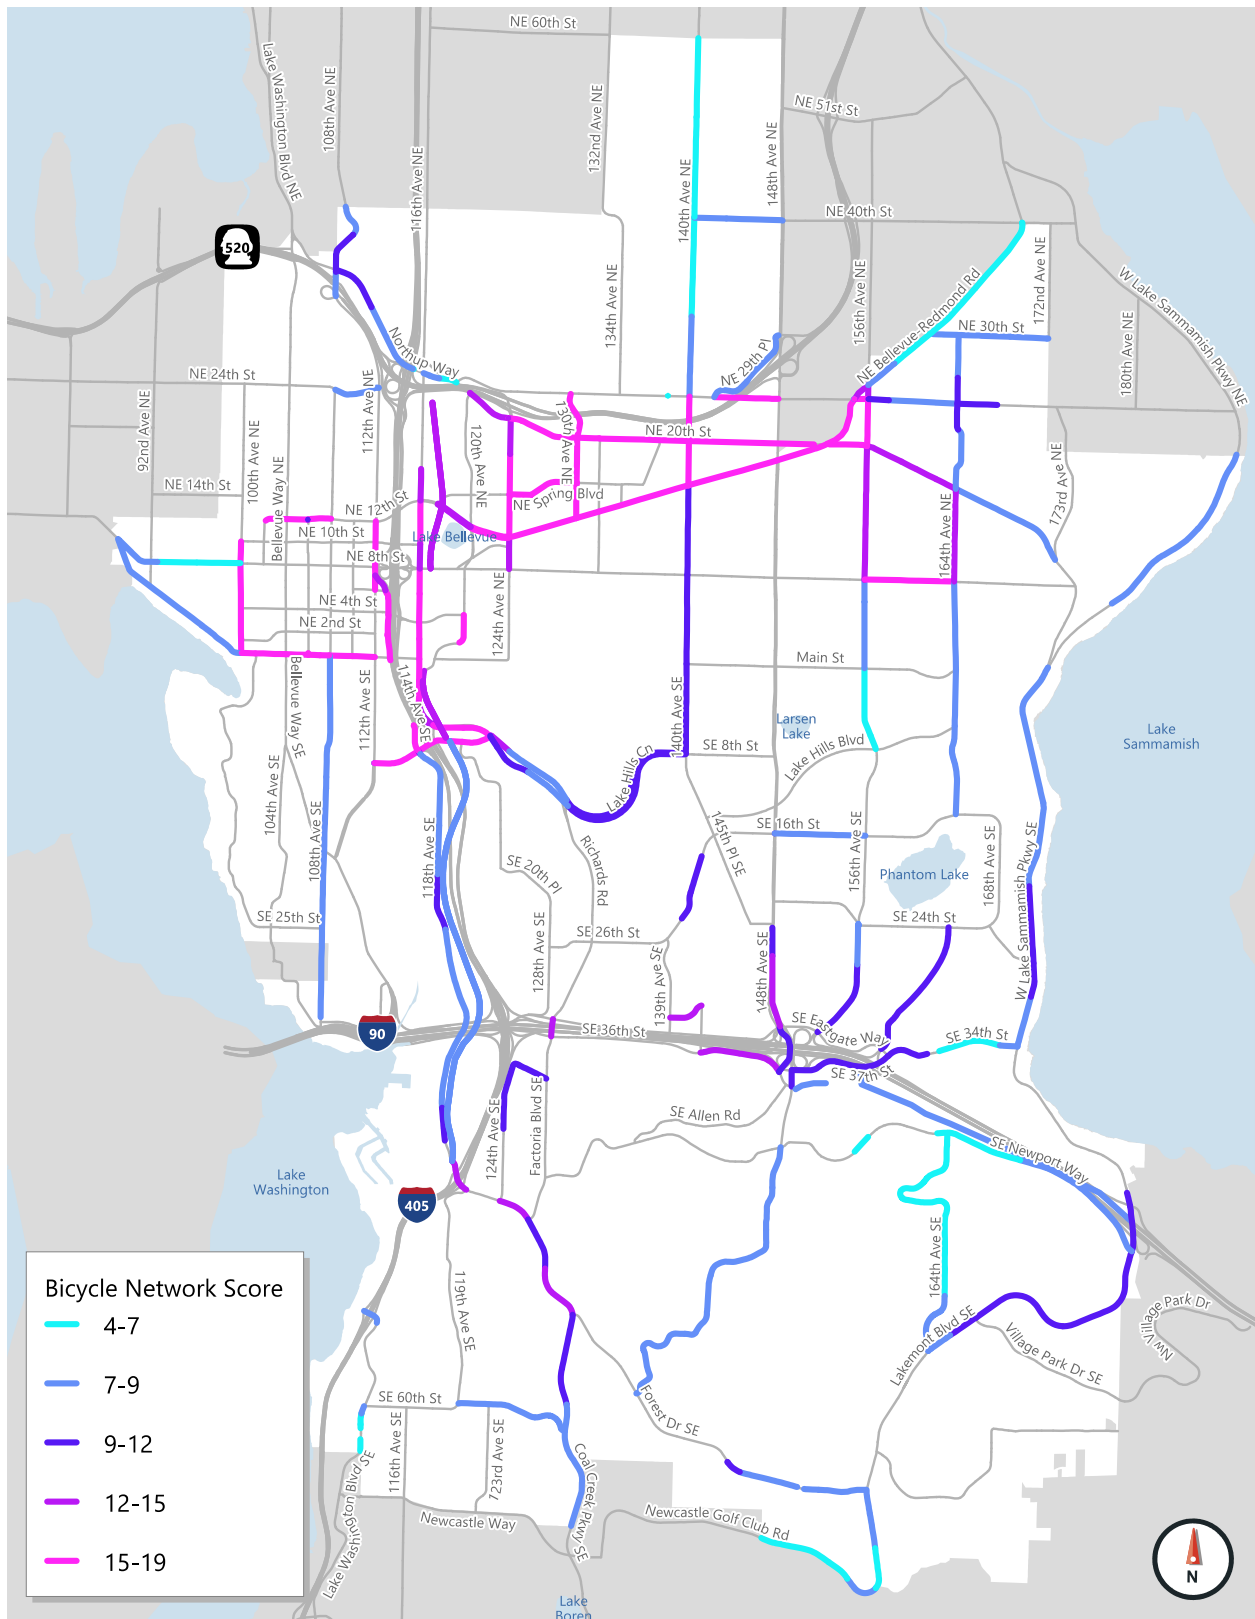 NE 60th St
Lake Washington Blvd NE
108th Ave NE
116th Ave NE
132nd Ave NE
140th Ave NE
148th Ave NE
NE 51st St
NE 40th St
520
134th Ave NE
156th Ave NE
NE Bellevue-Redmond Rd
172nd Ave NE
W Lake Sammamish Pkwy NE
180th Ave NE
NE 30th St
NE 29th Pl
Northup Way
NE 24th St
92nd Ave NE
100th Ave NE
112th Ave NE
Bellevue Way NE
120th Ave NE
130th Ave NE
NE 20th St
NE 14th St
NE 12th St
NE Spring Blvd
NE 10th St
Lake Bellevue
NE 8th St
164th Ave NE
173rd Ave NE
NE 4th St
124th Ave NE
NE 2nd St
Main St
Bellevue Way SE
112th Ave SE
114th Ave SE
140th Ave SE
Larsen
Lake
Lake
Sammamish
SE 8th St
Lake Hills Blvd
Lake Hills Cn
104th Ave SE
108th Ave SE
118th Ave SE
Richards Rd
145th Pl SE
SE 16th St
156th Ave SE
Phantom Lake
168th Ave SE
W Lake Sammamish Pkwy SE
SE 20th Pl
SE 25th St
SE 26th St
SE 24th St
128th Ave SE
139th Ave SE
148th Ave SE
90
SE 36th St
SE Eastgate Way
SE 34th St
SE 37th St
SE Allen Rd
124th Ave SE
Factoria Blvd SE
SE Newport Way
Lake
Washington
405
164th Ave SE
119th Ave SE
Lakemont Blvd SE
Village Park Dr SE
NW Village Park Dr
SE 60th St
Forest Dr SE
116th Ave SE
723rd Ave SE
Coal Creek Pkwy SE
Lake Washington Blvd SE
Newcastle Way
Newcastle Golf Club Rd
Lake
Boren
Bicycle Network Score
4-7
7-9
9-12
12-15
15-19
N